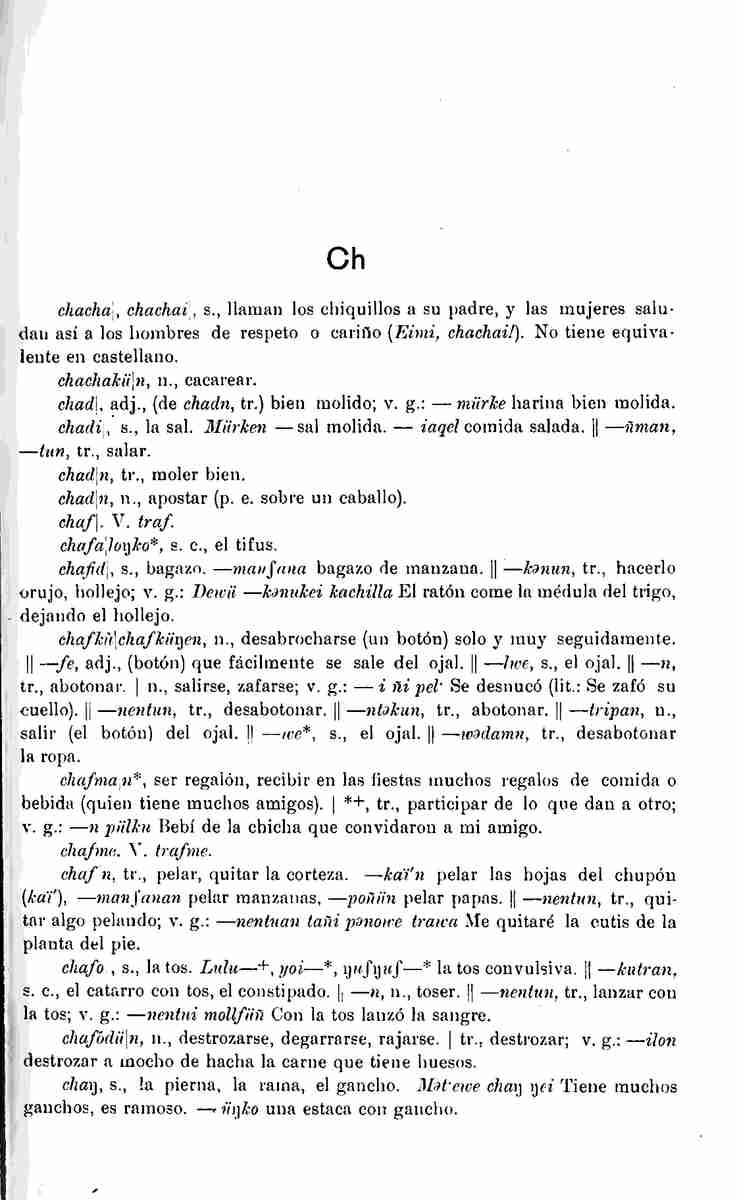 Ch
chacha|, chachai|, s., llaman los chiquillos a su padre, y las mujeres salu-
dan así a los hombres de respeto o cariño (Eimi, chachai!). No tiene equiva-
lente en castellano.
chachakü|n, n., cacarear.
chad|, adj., (de chadn, tr.) bien molido; v. g.: — mürke harina bien molida.
chadi|, s., la sal. Mürken — sal molida. — iaqel comida salada. || —ñman,
—tun, tr., salar.
chad|n, tr., moler bien.
chad|n, n., apostar (p. e. sobre un caballo).
chaf|. V. traf.
chafa|loŋko*, s. c., el tifus.
chafid|, s., bagazo. —manʃana bagazo de manzana. || —kənun, tr., hacerlo
orujo, hollejo; v. g.: Dewü —kənukei kachilla El ratón come la médula del trigo,
dejando el hollejo.
chafkü|chafküŋen, n., desabrocharse (un botón) solo y muy seguidamente.
|| —fe, adj., (botón) que fácilmente se sale del ojal. || —lwe, s., el ojal. || —n,
tr., abotonar. | n., salirse, zafarse; v. g.: — i ñi pel· Se desnucó (lit.: Se zafó su
cuello). || —nentun, tr., desabotonar. || —ntəkun, tr., abotonar. || —tripan, n.,
salir (el botón) del ojal. || —we*, s., el ojal. || —wədamn, tr., desabotonar
la ropa.
chafma|n*, ser regalón, recibir en las fiestas muchos regalos de comida o
bebida (quien tiene muchos amigos). | *+, tr., participar de lo que dan a otro;
v. g.: —n pülku Bebí de la chicha que convidaron a mi amigo.
chafme. V. trafme.
chaf|n, tr., pelar, quitar la corteza. —kaï'n pelar las hojas del chupón
(kaï'), —manʃanan pelar manzanas, —poñiïn pelar papas. || —nentun, tr., qui-
tar algo pelando; v. g.: —nentuan tañi pənowe trawa Me quitaré la cutis de la
planta del pie.
chafo|, s., la tos. Lulu—+, yoi—*, ŋuʃŋuʃ—* la tos convulsiva. || —kutran,
s. c., el catarro con tos, el constipado. || —n, n., toser. || —nentun, tr., lanzar con
la tos; v. g.: —nentui mollfüñ Con la tos lanzó la sangre.
chafodü|n, n., destrozarse, degarrarse, rajarse. | tr., destrozar; v. g.: —ilon
destrozar a mocho de hacha la carne que tiene huesos.
chaŋ, s., la pierna, la rama, el gancho. Mət·ewe chaŋ ŋei Tiene muchos
ganchos, es ramoso. — üŋko una estaca con gancho.